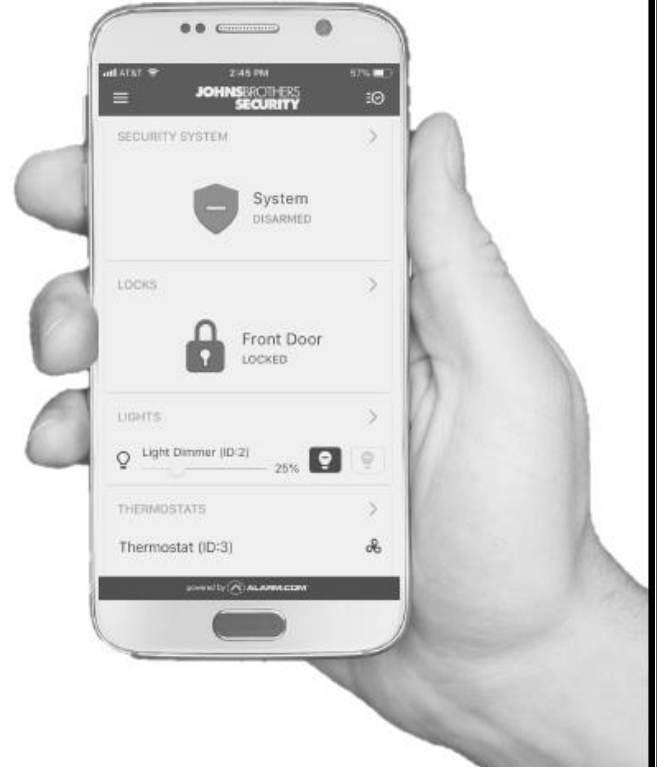 AT&T 2:45 PM 57%
JOHNSBROTHERS
SECURITY
SECURITY SYSTEM
System
DISARMED
LOCKS
Front Door
LOCKED
LIGHTS
Light Dimmer (ID:2)
25%
THERMOSTATS
Thermostat (ID:3)
powered by ALARM.COM